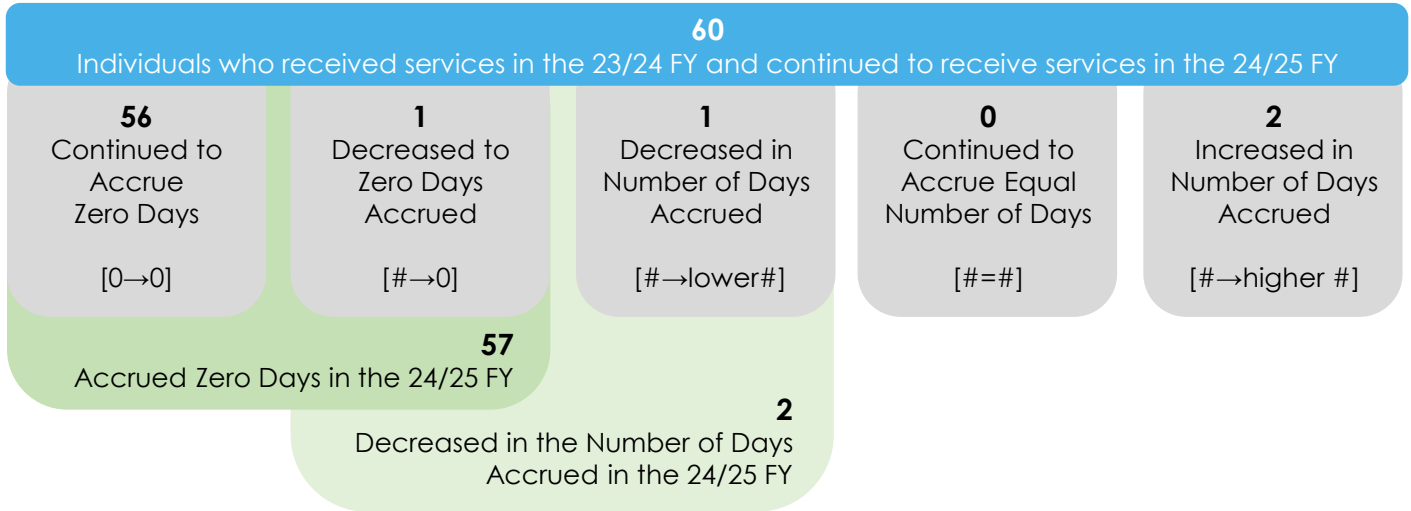 60
Individuals who received services in the 23/24 FY and continued to receive services in the 24/25 FY
56
Continued to
Accrue
Zero Days
[0→0]
1
Decreased to
Zero Days
Accrued
[#→0]
1
Decreased in
Number of Days
Accrued
[#→lower#]
0
Continued to
Accrue Equal
Number of Days
[#=#]
2
Increased in
Number of Days
Accrued
[#→higher #]
57
Accrued Zero Days in the 24/25 FY
2
Decreased in the Number of Days
Accrued in the 24/25 FY